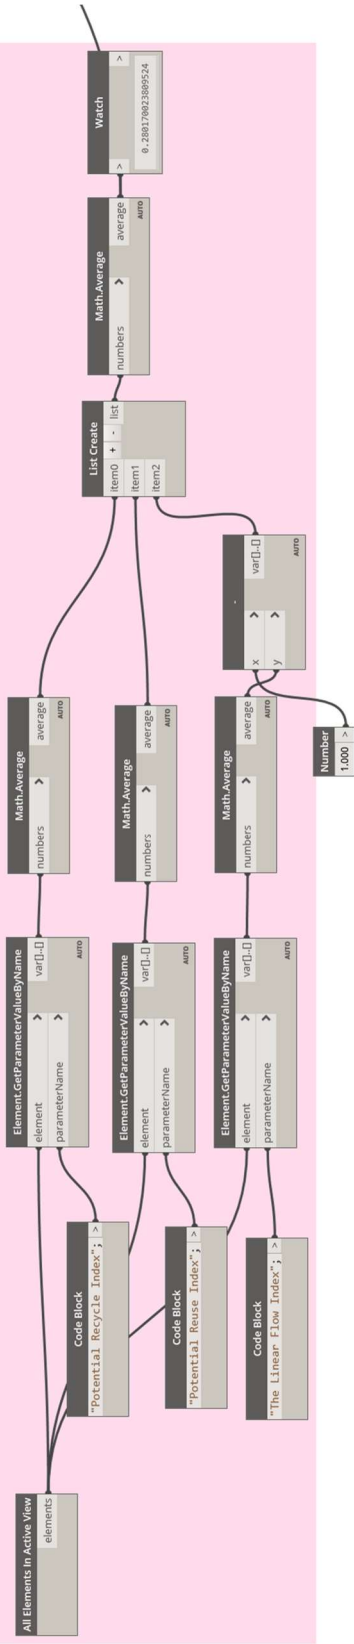 All Elements In Active View
elements
Code Block
"Potential Recycle Index"; >
Code Block
"Potential Reuse Index"; >
Code Block
"The Linear Flow Index"; >
Element.GetParameterValueByName
element > var[]..[]
parameterName >
AUTO
Element.GetParameterValueByName
element > var[]..[]
parameterName >
AUTO
Element.GetParameterValueByName
element > var[]..[]
parameterName >
AUTO
Math.Average
numbers > average
AUTO
Math.Average
numbers > average
AUTO
Math.Average
numbers > average
AUTO
Number
1.000 >
-
x > var[]..[]
y >
AUTO
List Create
item0 + - list
item1
item2
Math.Average
numbers > average
AUTO
Watch
> >
0.280170023809524